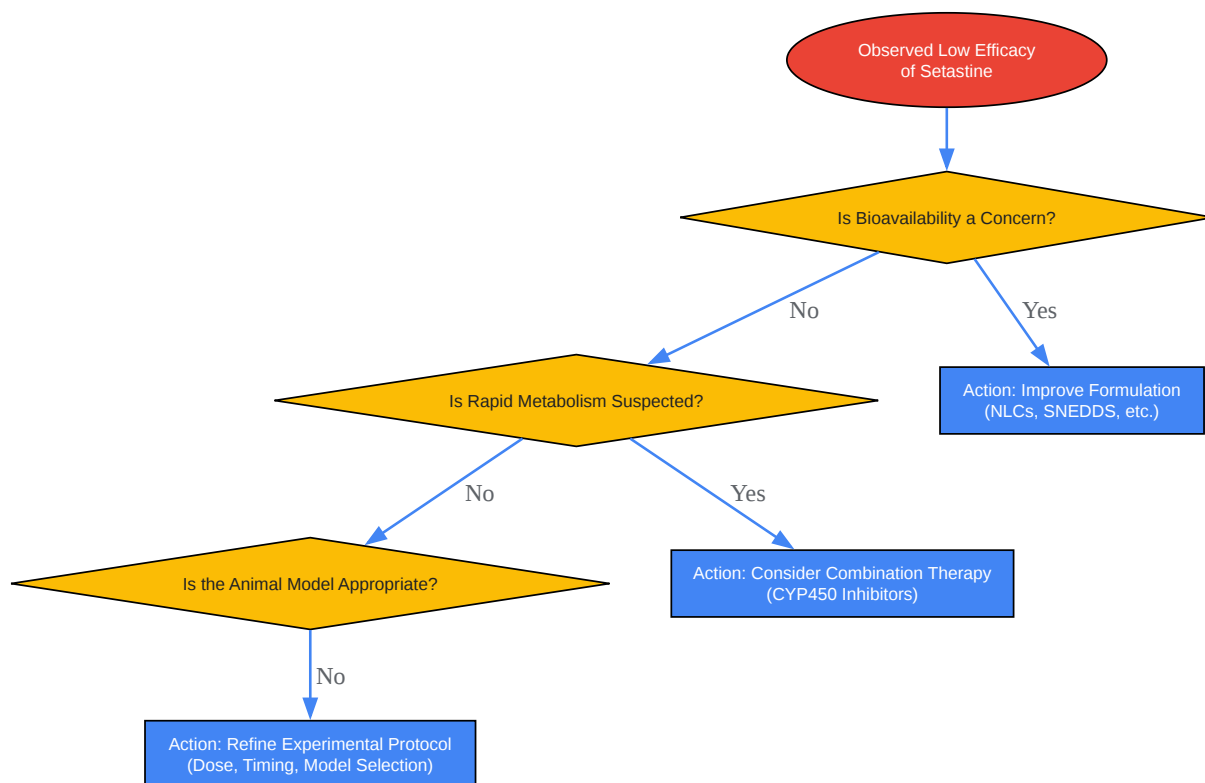 Observed Low Efficacy
of Setastine
Is Bioavailability a Concern?
No
Yes
Action: Improve Formulation
(NLCs, SNEDDS, etc.)
Is Rapid Metabolism Suspected?
No
Yes
Action: Consider Combination Therapy
(CYP450 Inhibitors)
Is the Animal Model Appropriate?
No
Action: Refine Experimental Protocol
(Dose, Timing, Model Selection)